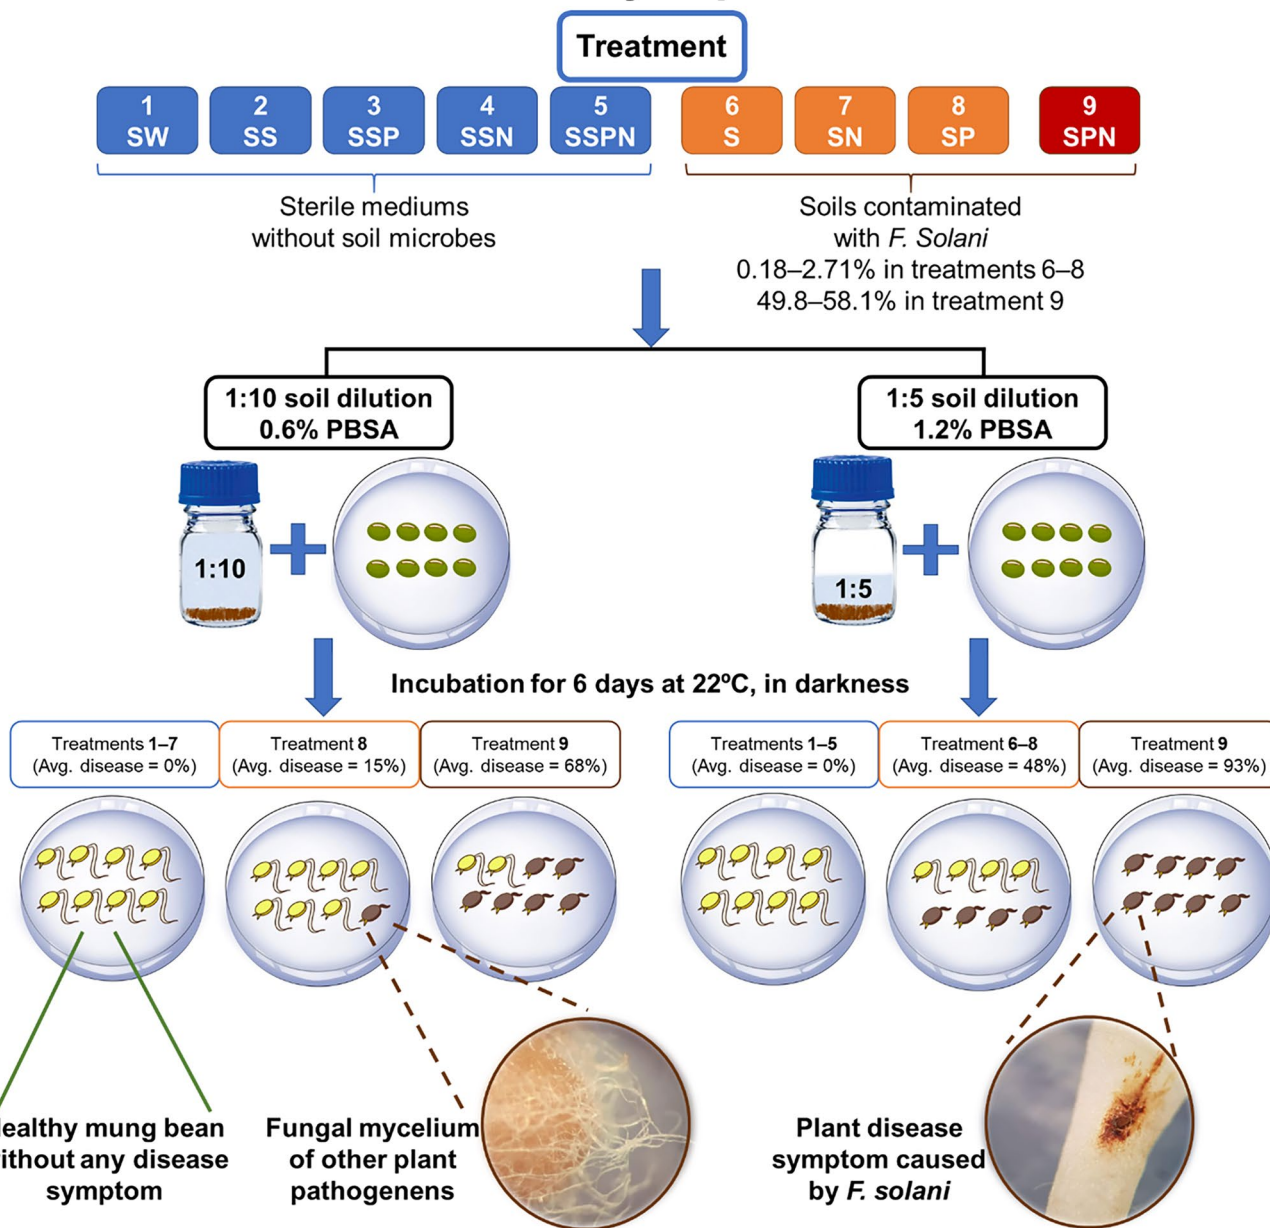 Treatment
1 2 3 4 5 6 7 8 9
SW SS SSP SSN SSPN S SN SP SPN
Sterile mediums
without soil microbes
Soils contaminated
with F. Solani
0.18–2.71% in treatments 6–8
49.8–58.1% in treatment 9
1:10 soil dilution
0.6% PBSA
1:5 soil dilution
1.2% PBSA
1:10
1:5
Incubation for 6 days at 22ºC, in darkness
Treatments 1–7
(Avg. disease = 0%)
Treatment 8
(Avg. disease = 15%)
Treatment 9
(Avg. disease = 68%)
Treatments 1–5
(Avg. disease = 0%)
Treatment 6–8
(Avg. disease = 48%)
Treatment 9
(Avg. disease = 93%)
ealthy mung bean
ithout any disease
symptom
Fungal mycelium
of other plant
pathogenens
Plant disease
symptom caused
by F. solani